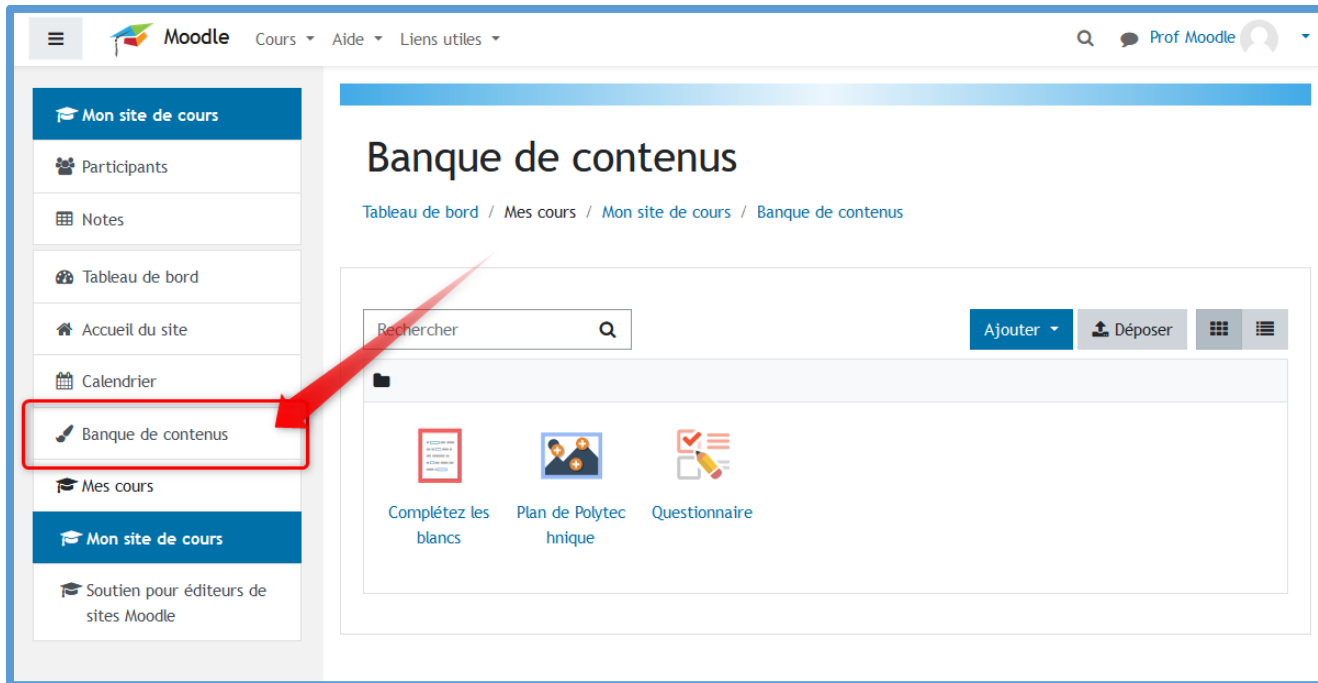 Moodle Cours Aide Liens utiles Prof Moodle
Mon site de cours
Participants
Notes
Tableau de bord
Accueil du site
Calendrier
Banque de contenus
Mes cours
Mon site de cours
Soutien pour éditeurs de
sites Moodle
Banque de contenus
Tableau de bord / Mes cours / Mon site de cours / Banque de contenus
Rechercher Ajouter Déposer
Complétez les
blancs
Plan de Polytec
hnique
Questionnaire